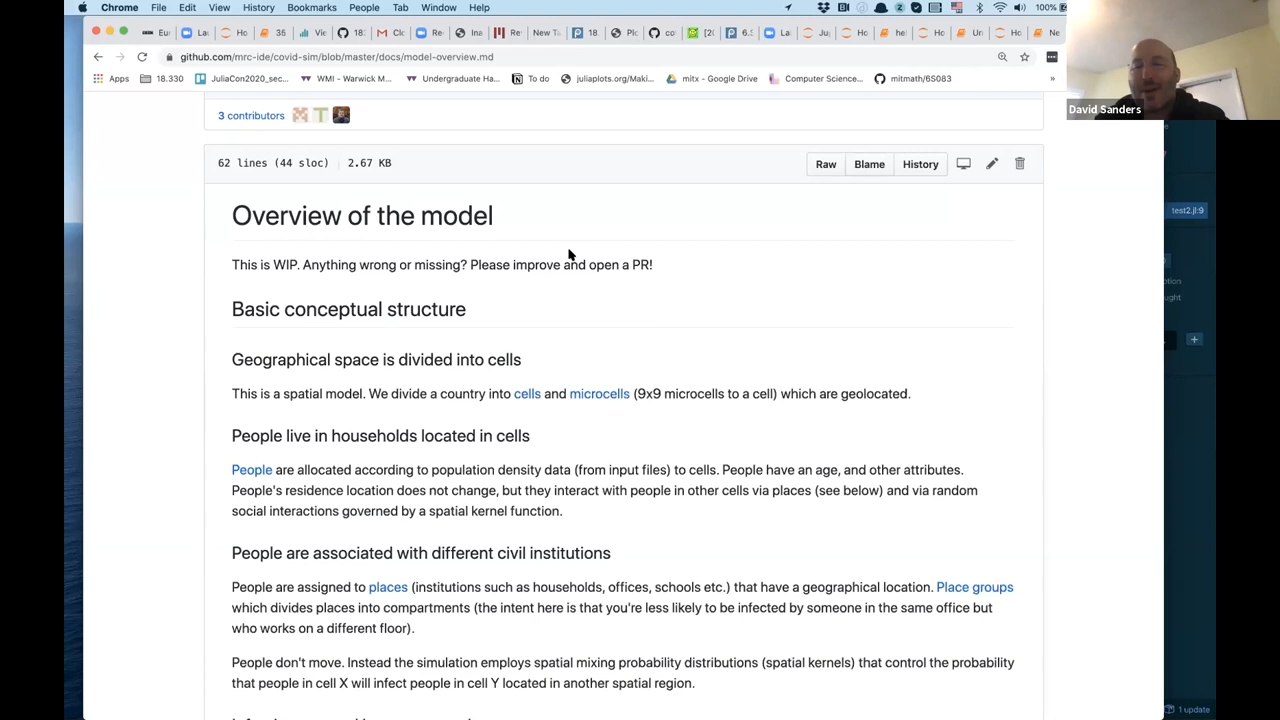 Chrome File Edit View History Bookmarks People Tab Window Help 100%
github.com/mrc-ide/covid-sim/blob/master/docs/model-overview.md
Apps 18.330 JuliaCon2020_sec... WMI - Warwick M... Undergraduate Ha... To do juliaplots.org/Maki... mitx - Google Drive Computer Science... mitmath/6S083 »
David Sanders
3 contributors
62 lines (44 sloc) 2.67 KB
Raw Blame History
Overview of the model
test2.jl:9
This is WIP. Anything wrong or missing? Please improve and open a PR!
Basic conceptual structure
Geographical space is divided into cells
This is a spatial model. We divide a country into cells and microcells (9x9 microcells to a cell) which are geolocated.
People live in households located in cells
People are allocated according to population density data (from input files) to cells. People have an age, and other attributes.
People's residence location does not change, but they interact with people in other cells via places (see below) and via random
social interactions governed by a spatial kernel function.
People are associated with different civil institutions
People are assigned to places (institutions such as households, offices, schools etc.) that have a geographical location. Place groups
which divides places into compartments (the intent here is that you're less likely to be infected by someone in the same office but
who works on a different floor).
People don't move. Instead the simulation employs spatial mixing probability distributions (spatial kernels) that control the probability
that people in cell X will infect people in cell Y located in another spatial region.
1 update